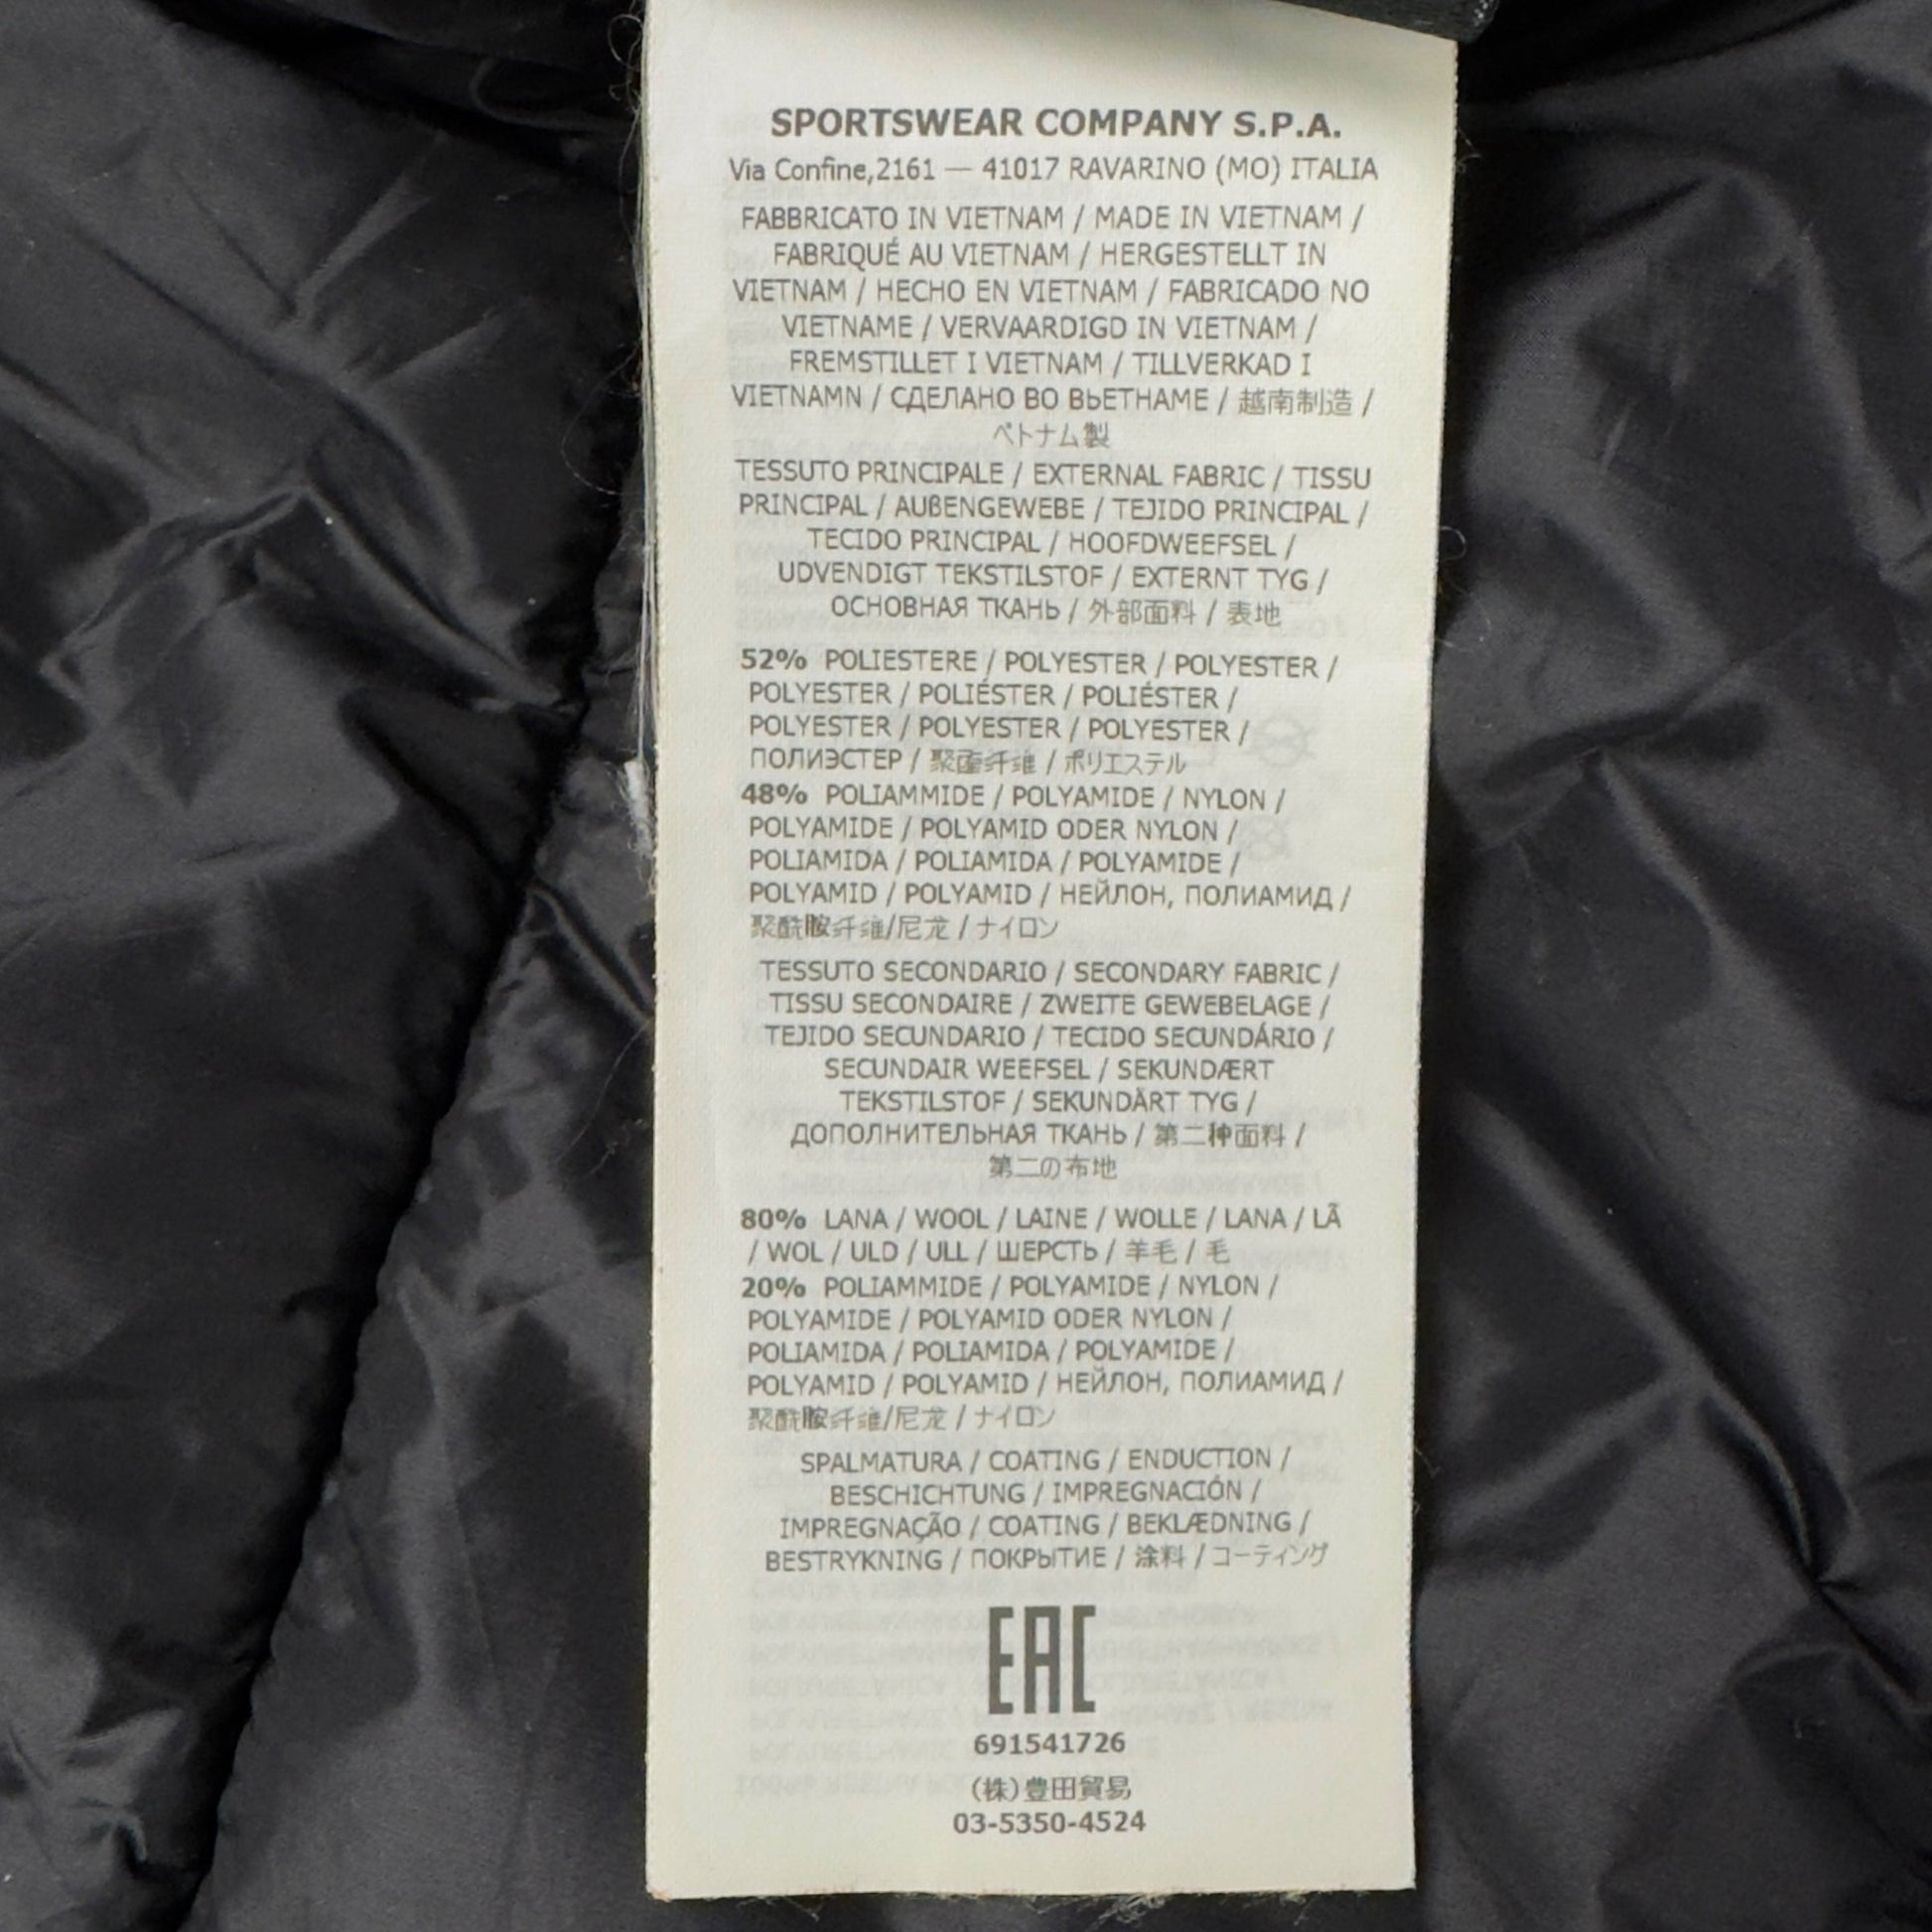 SPORTSWEAR COMPANY S.P.A.
Via Confine,2161 — 41017 RAVARINO (MO) ITALIA
FABBRICATO IN VIETNAM / MADE IN VIETNAM /
FABRIQUÉ AU VIETNAM / HERGESTELLT IN
VIETNAM / HECHO EN VIETNAM / FABRICADO NO
VIETNAME / VERVAARDIGD IN VIETNAM /
FREMSTILLET I VIETNAM / TILLVERKAD I
VIETNAMN / СДЕЛАНО ВО ВЬЕТНАМЕ / 越南制造 /
ベトナム製
TESSUTO PRINCIPALE / EXTERNAL FABRIC / TISSU
PRINCIPAL / AUßENGEWEBE / TEJIDO PRINCIPAL /
TECIDO PRINCIPAL / HOOFDWEEFSEL /
UDVENDIGT TEKSTILSTOF / EXTERNT TYG /
ОСНОВНАЯ ТКАНЬ / 外部面料 / 表地
52% POLIESTERE / POLYESTER / POLYESTER /
POLYESTER / POLIÉSTER / POLIÉSTER /
POLYESTER / POLYESTER / POLYESTER /
ПОЛИЭСТЕР / 聚酯纤维 / ポリエステル
48% POLIAMMIDE / POLYAMIDE / NYLON /
POLYAMIDE / POLYAMID ODER NYLON /
POLIAMIDA / POLIAMIDA / POLYAMIDE /
POLYAMID / POLYAMID / НЕЙЛОН, ПОЛИАМИД /
聚酰胺纤维/尼龙 / ナイロン
TESSUTO SECONDARIO / SECONDARY FABRIC /
TISSU SECONDAIRE / ZWEITE GEWEBELAGE /
TEJIDO SECUNDARIO / TECIDO SECUNDÁRIO /
SECUNDAIR WEEFSEL / SEKUNDÆRT
TEKSTILSTOF / SEKUNDÄRT TYG /
ДОПОЛНИТЕЛЬНАЯ ТКАНЬ / 第二种面料 /
第二の布地
80% LANA / WOOL / LAINE / WOLLE / LANA / LÃ
/ WOL / ULD / ULL / ШЕРСТЬ / 羊毛 / 毛
20% POLIAMMIDE / POLYAMIDE / NYLON /
POLYAMIDE / POLYAMID ODER NYLON /
POLIAMIDA / POLIAMIDA / POLYAMIDE /
POLYAMID / POLYAMID / НЕЙЛОН, ПОЛИАМИД /
聚酰胺纤维/尼龙 / ナイロン
SPALMATURA / COATING / ENDUCTION /
BESCHICHTUNG / IMPREGNACIÓN /
IMPREGNAÇÃO / COATING / BEKLÆDNING /
BESTRYKNING / ПОКРЫТИЕ / 涂料 / コーティング
EAC
691541726
(株)豊田貿易
03-5350-4524